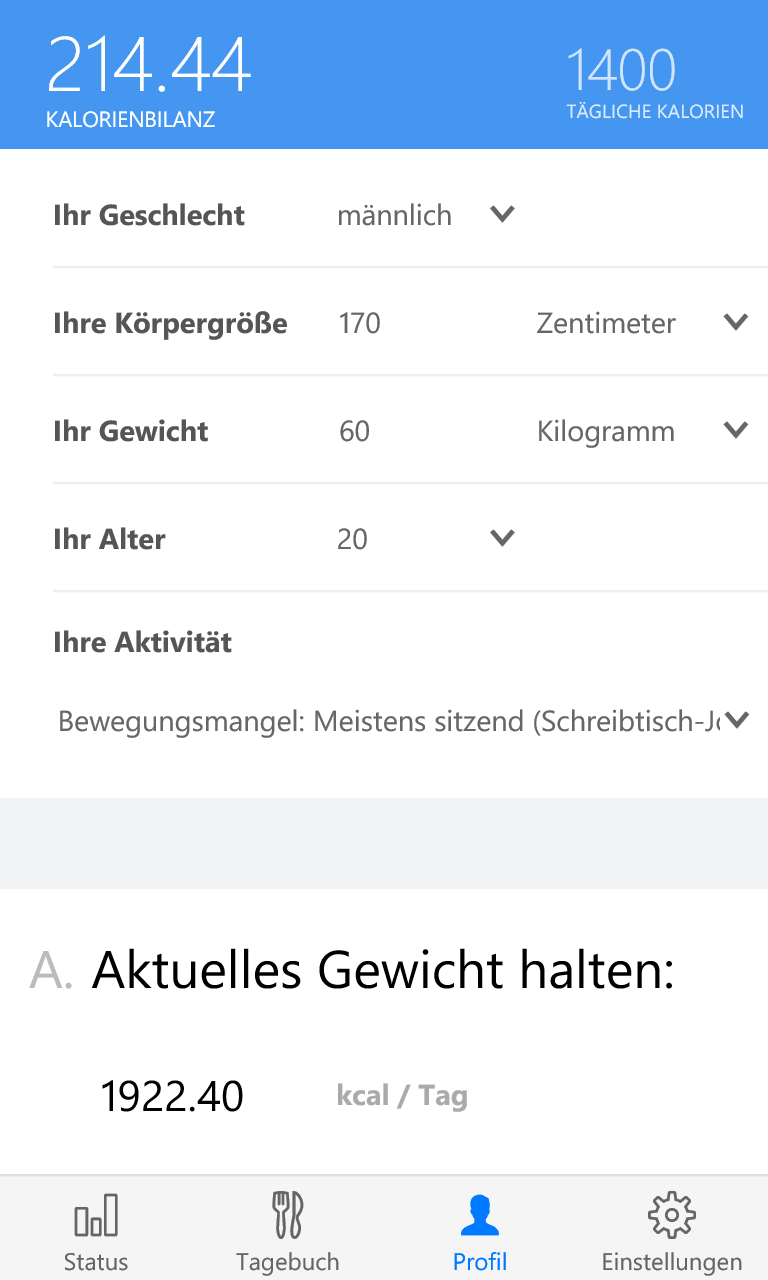 214.44
1400
KALORIENBILANZ
TÄGLICHE KALORIEN
Ihr Geschlecht männlich
Ihre Körpergröße 170 Zentimeter
Ihr Gewicht 60 Kilogramm
Ihr Alter 20
Ihre Aktivität
Bewegungsmangel: Meistens sitzend (Schreibtisch-Jo
A. Aktuelles Gewicht halten:
1922.40 kcal / Tag
Status Tagebuch Profil Einstellungen